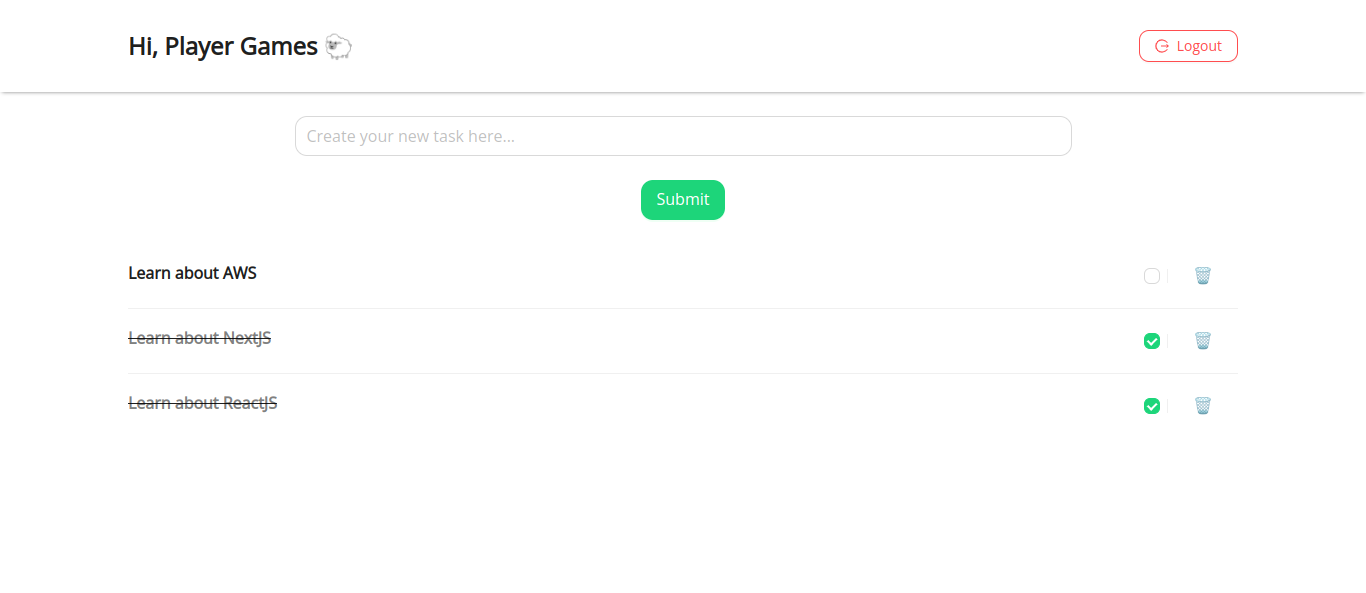 Hi, Player Games 🐑
Logout
Create your new task here...
Submit
Learn about AWS
Learn about NextJS
Learn about ReactJS